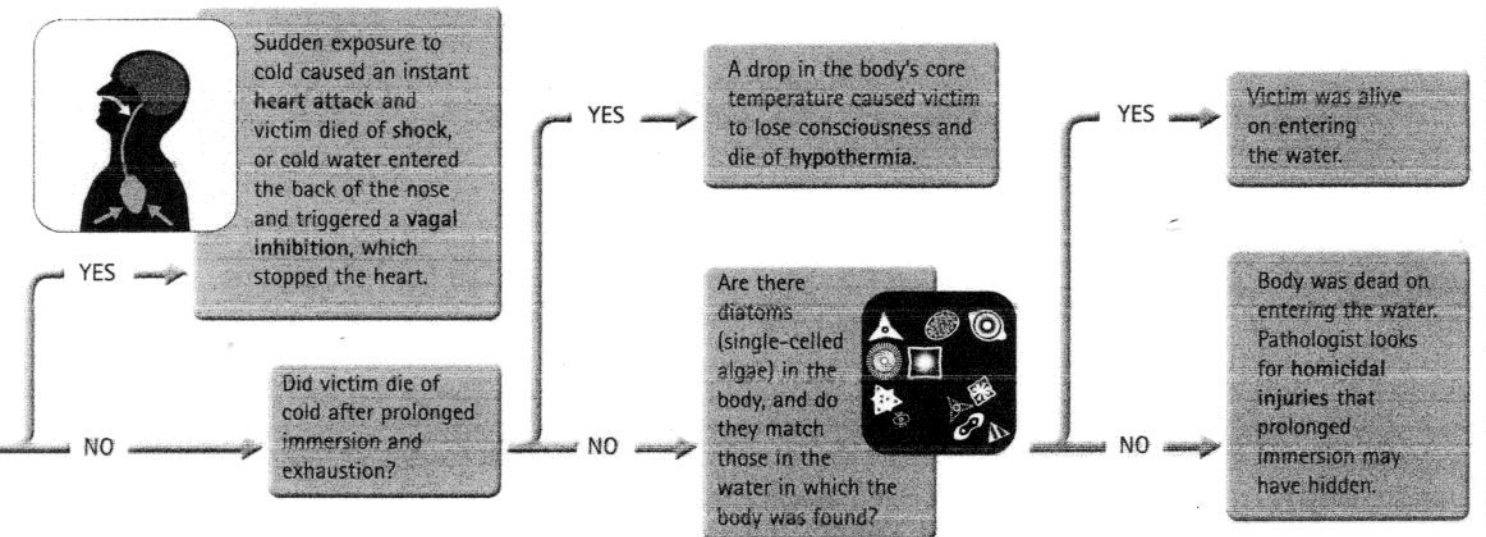 Sudden exposure to
cold caused an instant
heart attack and
victim died of shock,
or cold water entered
the back of the nose
and triggered a vagal
inhibition, which
stopped the heart.
YES
NO
Did victim die of
cold after prolonged
immersion and
exhaustion?
YES
A drop in the body's core
temperature caused victim
to lose consciousness and
die of hypothermia.
NO
Are there
diatoms
(single-celled
algae) in the
body, and do
they match
those in the
water in which the
body was found?
YES
Victim was alive
on entering
the water.
NO
Body was dead on
entering the water.
Pathologist looks
for homicidal
injuries that
prolonged
immersion may
have hidden.